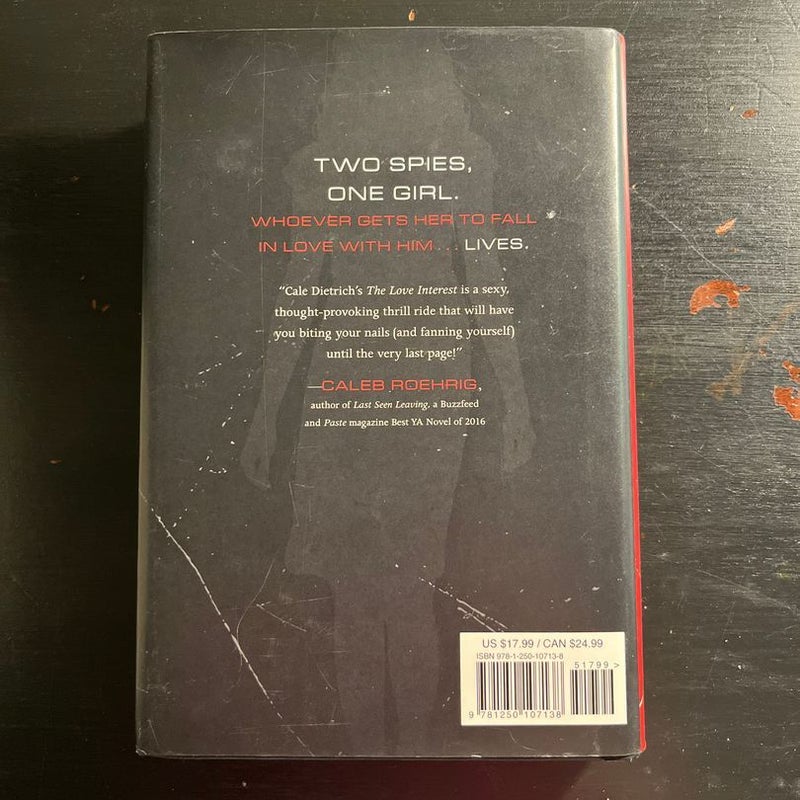 TWO SPIES,
ONE GIRL.
WHOEVER GETS HER TO FALL
IN LOVE WITH HIM . . . LIVES.
“Cale Dietrich’s The Love Interest is a sexy,
thought-provoking thrill ride that will have
you biting your nails (and fanning yourself)
until the very last page!”
—CALEB ROEHRIG,
author of Last Seen Leaving, a Buzzfeed
and Paste magazine Best YA Novel of 2016
US $17.99 / CAN $24.99
ISBN 978-1-250-10713-8
51799 >
9 781250 107138